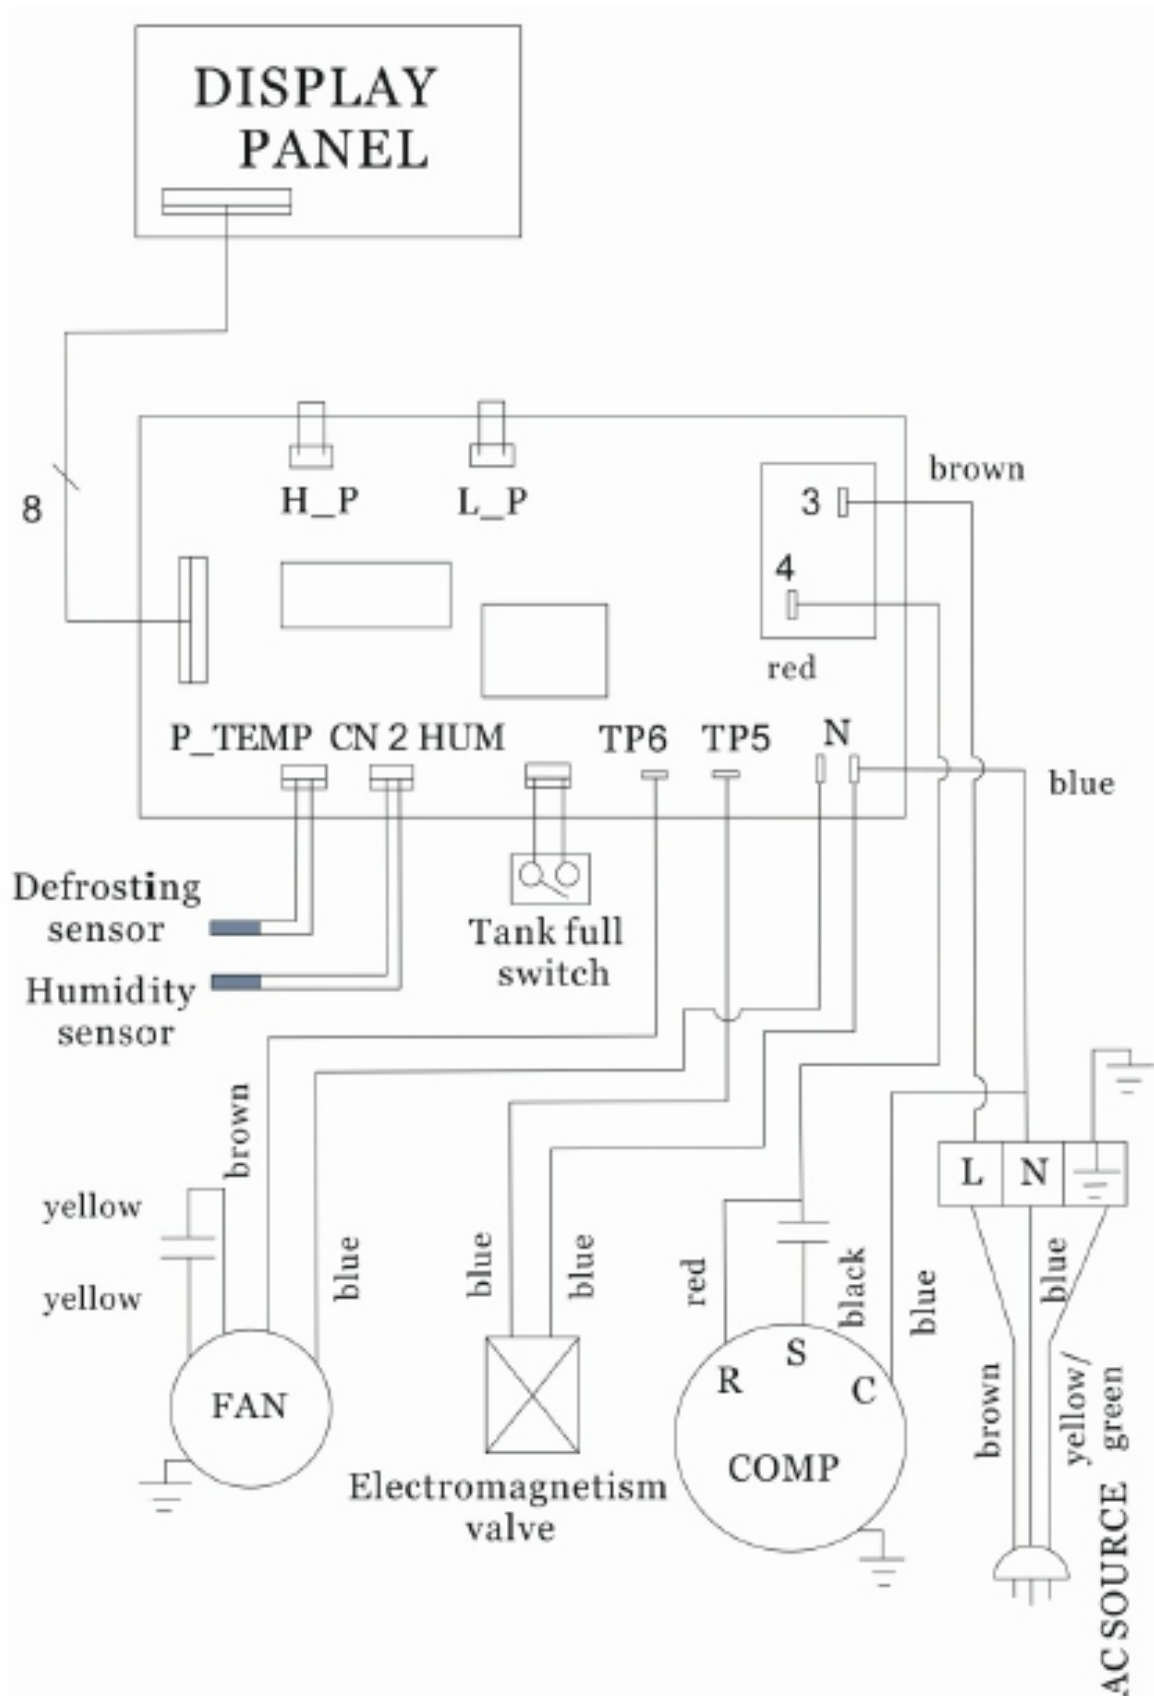 DISPLAY
PANEL
8
H_P
L_P
brown
3
4
red
P_TEMP CN 2 HUM
TP6
TP5
N
blue
Defrosting
sensor
Humidity
sensor
Tank full
switch
brown
yellow
yellow
blue
blue
blue
red
black
blue
L
N
blue
brown
yellow/
green
FAN
R
S
C
COMP
Electromagnetism
valve
AC SOURCE